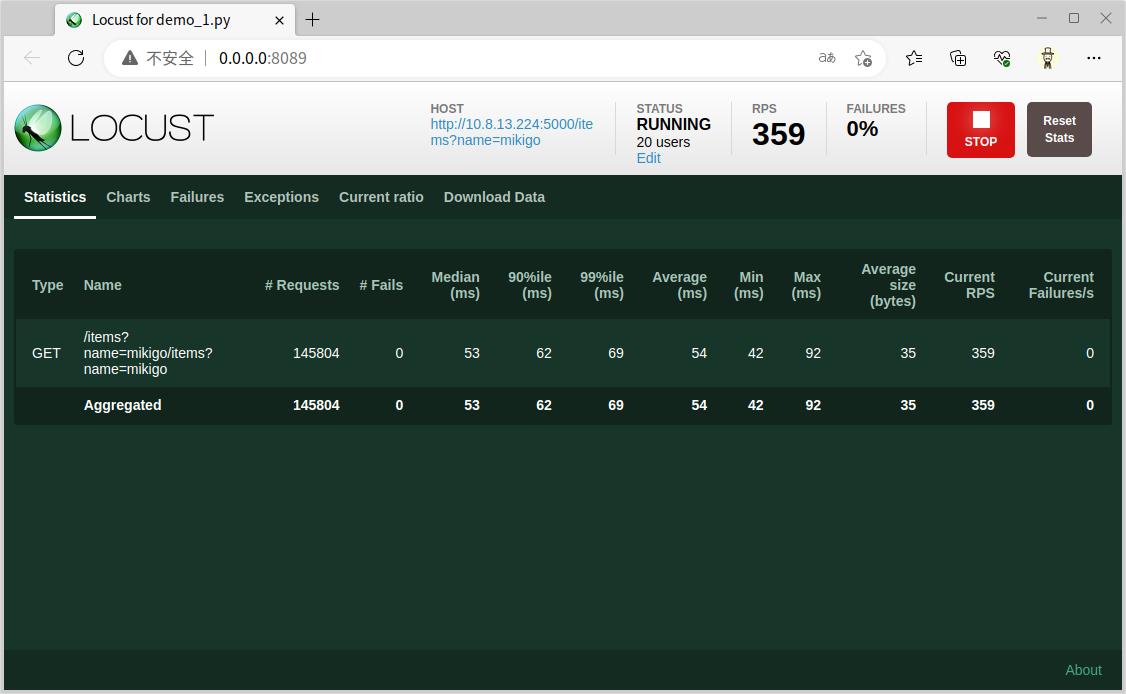 Locust for demo_1.py
不安全 0.0.0.0:8089
LOCUST
HOST
http://10.8.13.224:5000/ite
ms?name=mikigo
STATUS
RUNNING
20 users
Edit
RPS
359
FAILURES
0%
STOP
Reset
Stats
Statistics Charts Failures Exceptions Current ratio Download Data
Type Name # Requests # Fails Median (ms) 90%ile (ms) 99%ile (ms) Average (ms) Min (ms) Max (ms) Average size (bytes) Current RPS Current Failures/s
GET /items?name=mikigo/items?name=mikigo 145804 0 53 62 69 54 42 92 35 359 0
Aggregated 145804 0 53 62 69 54 42 92 35 359 0
About